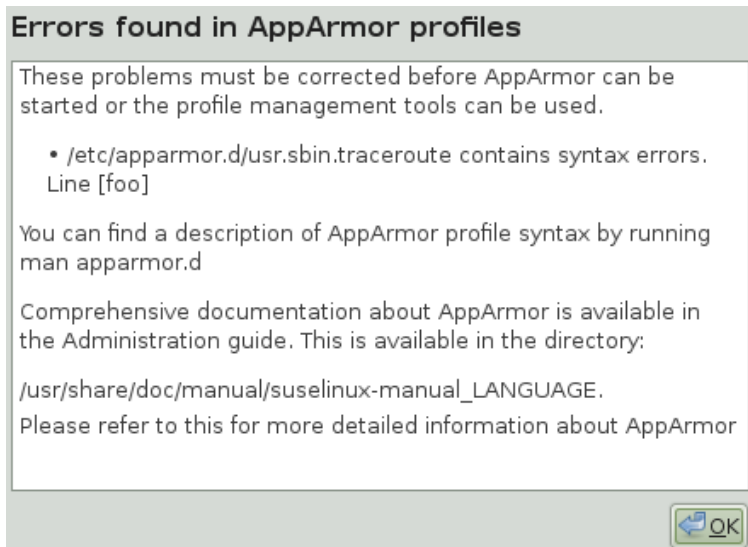 Errors found in AppArmor profiles
These problems must be corrected before AppArmor can be
started or the profile management tools can be used.
• /etc/apparmor.d/usr.sbin.traceroute contains syntax errors.
Line [foo]
You can find a description of AppArmor profile syntax by running
man apparmor.d
Comprehensive documentation about AppArmor is available in
the Administration guide. This is available in the directory:
/usr/share/doc/manual/suselinux-manual_LANGUAGE.
Please refer to this for more detailed information about AppArmor
OK